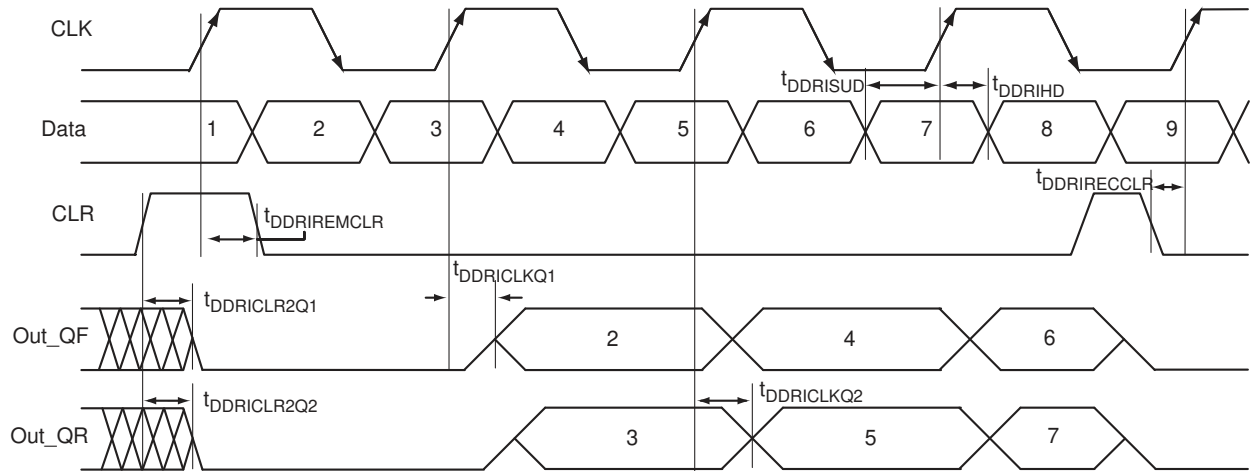 CLK
tDDRISUD
tDDRIHD
Data
1 2 3 4 5 6 7 8 9
CLR
tDDRIREMCLR
tDDRIRECCLR
tDDRICLKQ1
tDDRICLR2Q1
Out_QF
2 4 6
tDDRICLR2Q2
tDDRICLKQ2
Out_QR
3 5 7